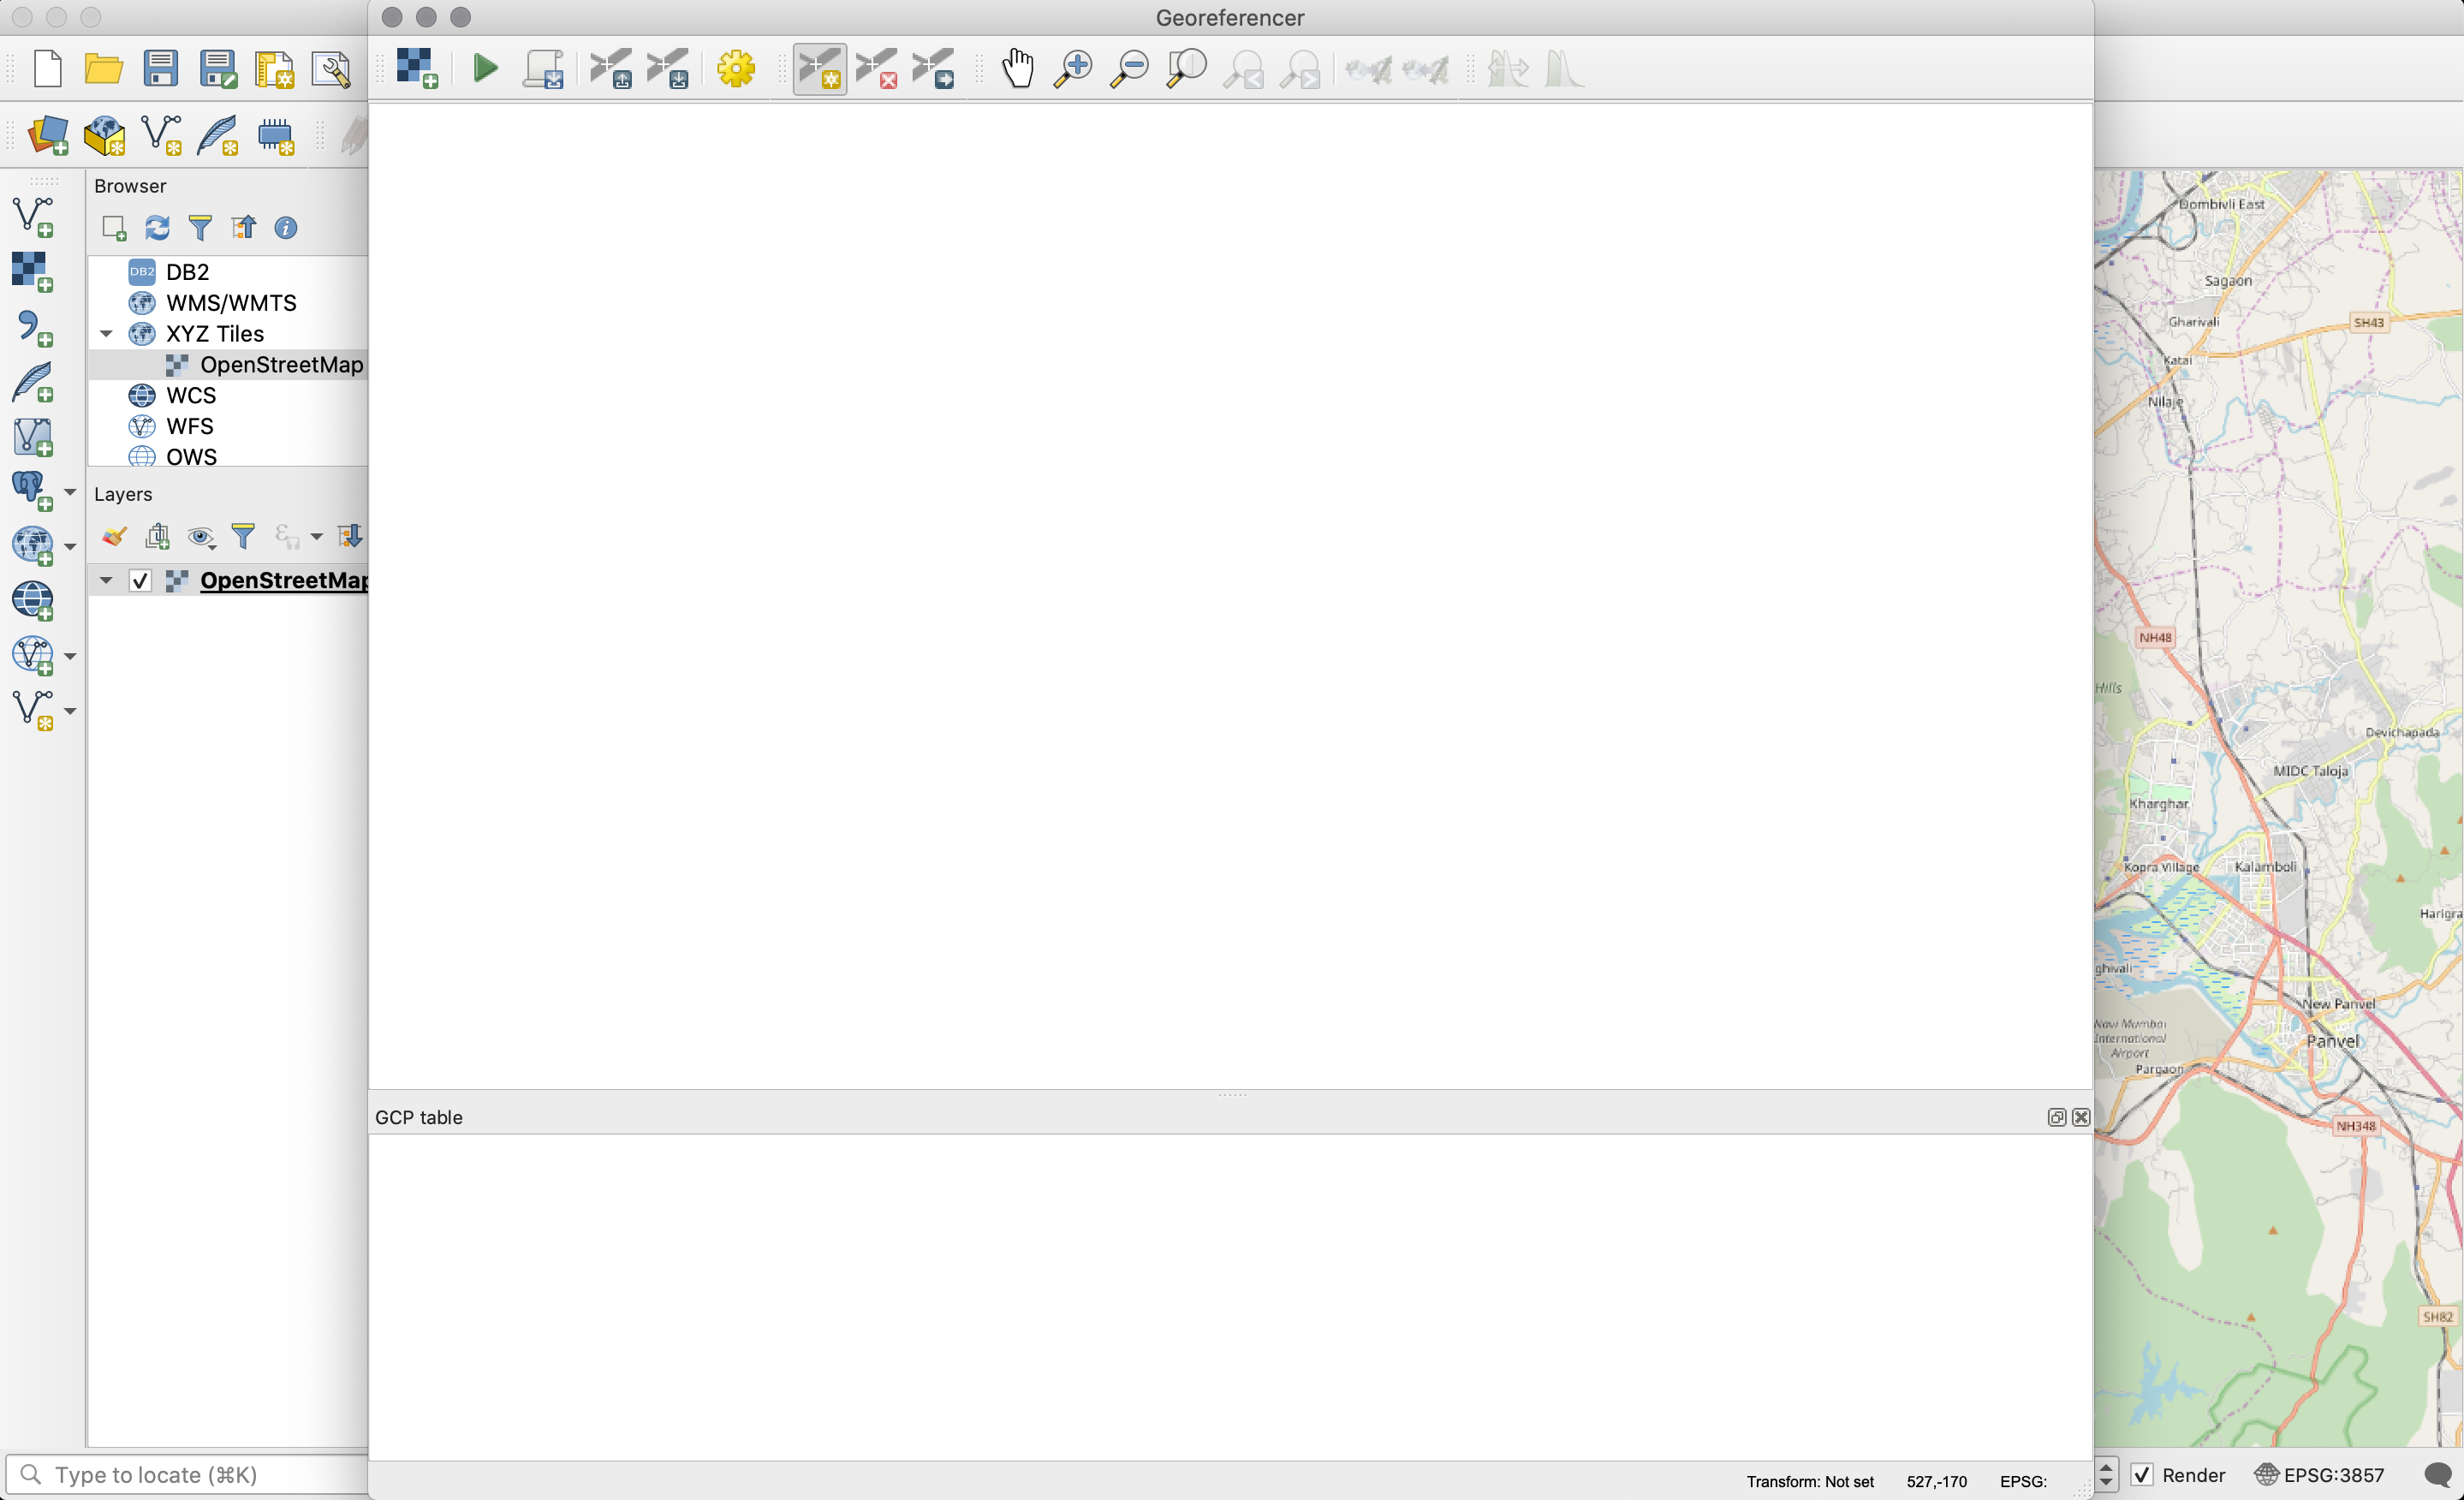 Georeferencer
Browser
DB2
DB2
WMS/WMTS
XYZ Tiles
OpenStreetMap
WCS
WFS
OWS
Layers
OpenStreetMap
Dombivli East
Sagaon
Gharivali
SH43
Katai
Nilaje
NH48
Hills
Devichapada
MIDC Taloja
Kharghar
Kopra Village
Kalamboli
Harigra
ghivali
New Panvel
Navi Mumbai
International
Airport
Panvel
Pargaon
GCP table
NH348
SH82
Type to locate (⌘K)
Transform: Not set
527,-170
EPSG:
Render
EPSG:3857